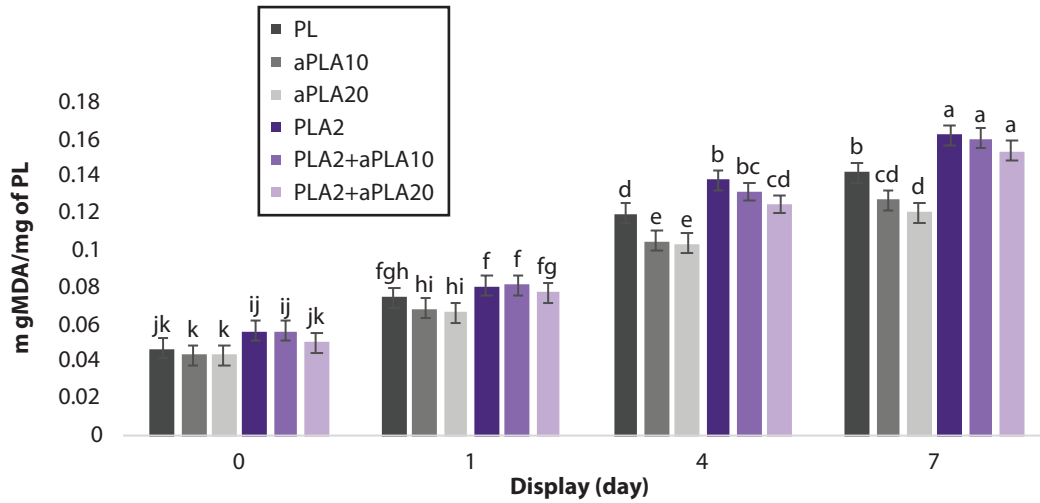 PL
aPLA10
aPLA20
PLA2
PLA2+aPLA10
PLA2+aPLA20
m gMDA/mg of PL
0.18
0.16
0.14
0.12
0.1
0.08
0.06
0.04
0.02
0
jk k k ij ij jk
fgh hi hi f f fg
d e e b bc cd
b cd d a a a
0 1 4 7
Display (day)